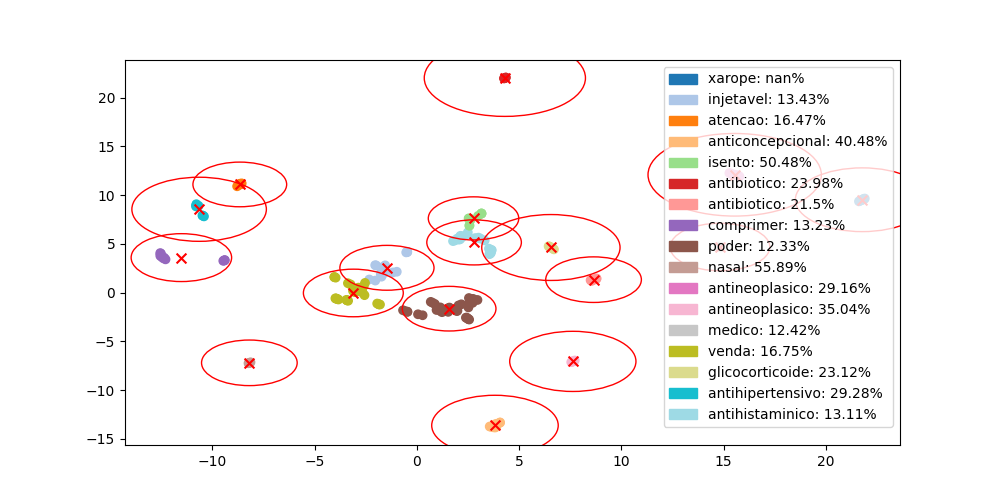 20
15
10
5
0
−5
−10
−15
−10
−5
0
5
10
15
20
xarope: nan%
injetavel: 13.43%
atencao: 16.47%
anticoncepcional: 40.48%
isento: 50.48%
antibiotico: 23.98%
antibiotico: 21.5%
comprimer: 13.23%
poder: 12.33%
nasal: 55.89%
antineoplasico: 29.16%
antineoplasico: 35.04%
medico: 12.42%
venda: 16.75%
glicocorticoide: 23.12%
antihipertensivo: 29.28%
antihistaminico: 13.11%